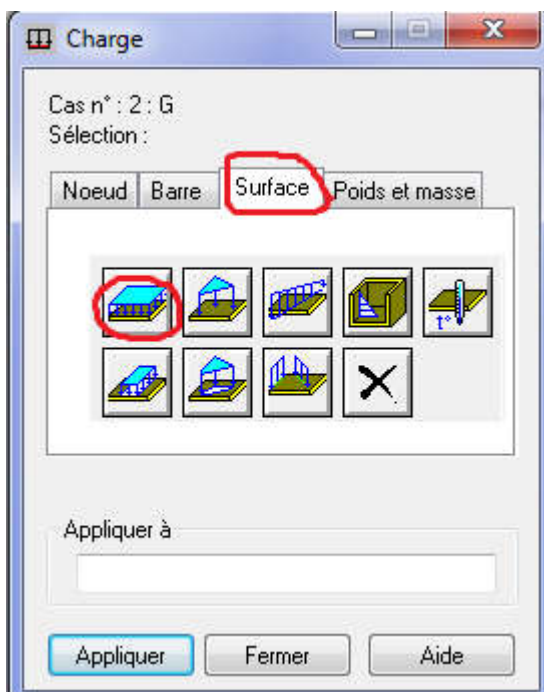 Charge
Cas n° : 2 : G
Sélection :
Noeud Barre Surface Poids et masse
t°
Appliquer à
Appliquer Fermer Aide